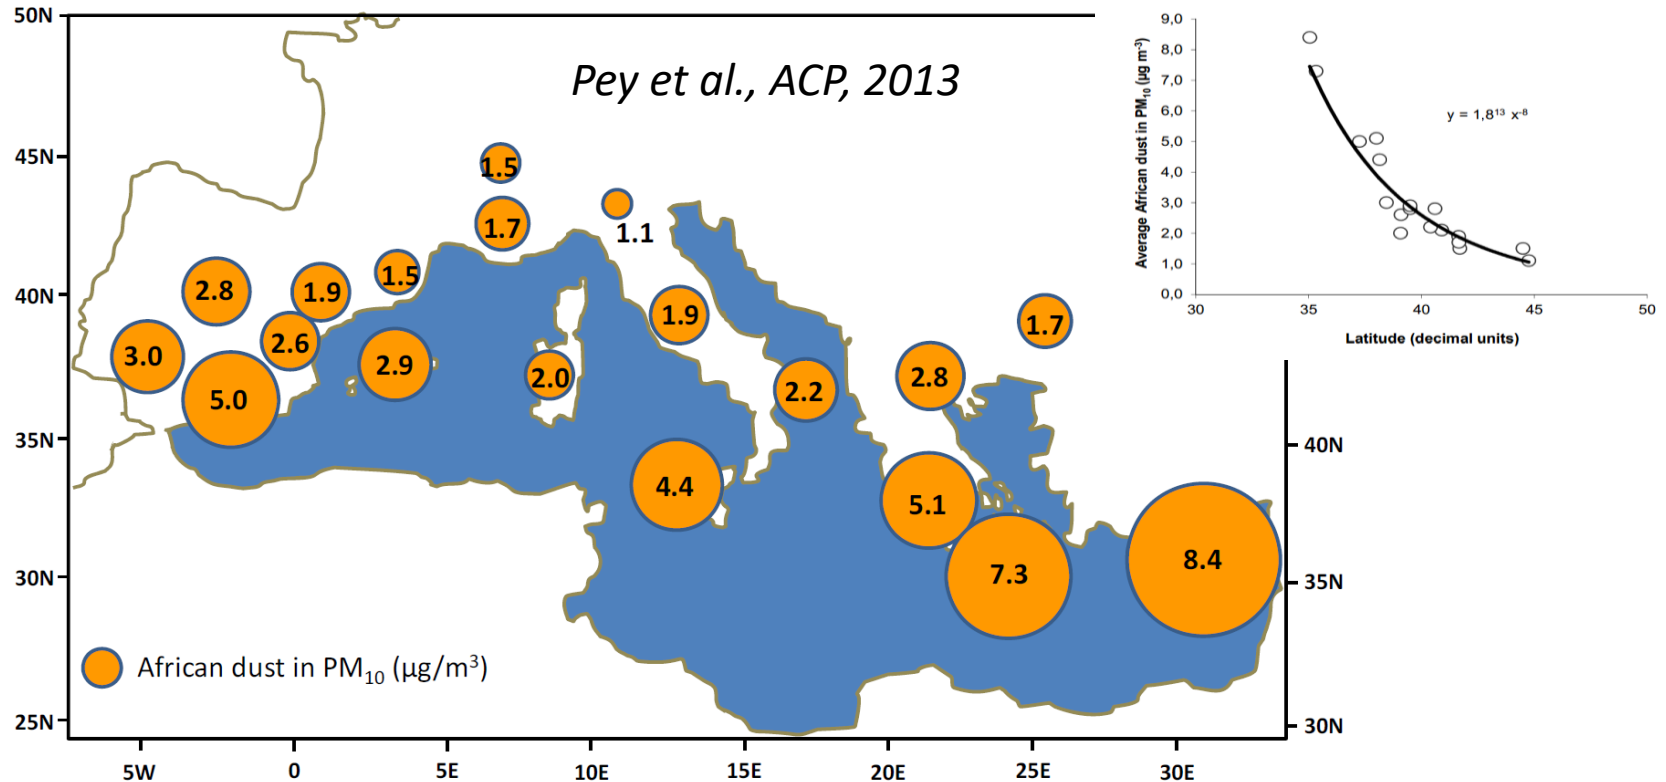 50N
Pey et al., ACP, 2013
45N
40N
35N
30N
25N
1.5
1.7
1.1
1.5
2.8
1.9
2.6
3.0
5.0
2.9
2.0
1.9
2.2
2.8
1.7
4.4
5.1
7.3
8.4
African dust in PM₁₀ (µg/m³)
5W 0 5E 10E 15E 20E 25E 30E
40N
35N
30N
Average African dust in PM₁₀ (µg m⁻³)
9,0
8,0
7,0
6,0
5,0
4,0
3,0
2,0
1,0
0,0
y = 1,8¹³ x⁻⁸
30 35 40 45 50
Latitude (decimal units)